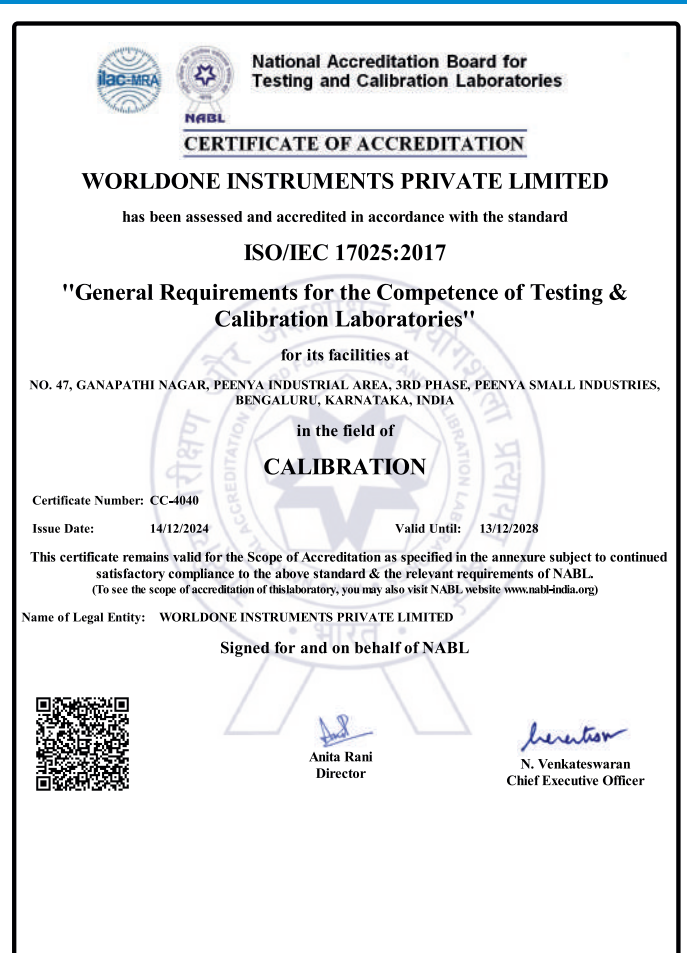 ilac-MRA
NABL
National Accreditation Board for
Testing and Calibration Laboratories
CERTIFICATE OF ACCREDITATION
WORLDONE INSTRUMENTS PRIVATE LIMITED
has been assessed and accredited in accordance with the standard
ISO/IEC 17025:2017
"General Requirements for the Competence of Testing &
Calibration Laboratories"
for its facilities at
NO. 47, GANAPATHI NAGAR, PEENYA INDUSTRIAL AREA, 3RD PHASE, PEENYA SMALL INDUSTRIES,
BENGALURU, KARNATAKA, INDIA
in the field of
CALIBRATION
Certificate Number: CC-4040
Issue Date: 14/12/2024 Valid Until: 13/12/2028
This certificate remains valid for the Scope of Accreditation as specified in the annexure subject to continued
satisfactory compliance to the above standard & the relevant requirements of NABL.
(To see the scope of accreditation of thislaboratory, you may also visit NABL website www.nabl-india.org)
Name of Legal Entity: WORLDONE INSTRUMENTS PRIVATE LIMITED
भारत
Signed for and on behalf of NABL
Anita Rani
Director
N. Venkateswaran
Chief Executive Officer